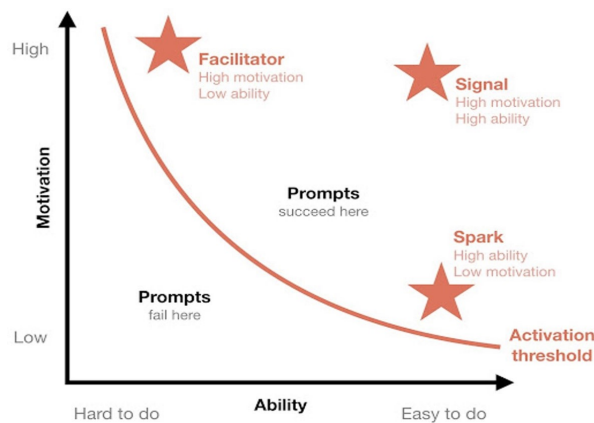 High
Facilitator
High motivation
Low ability
Signal
High motivation
High ability
Motivation
Prompts
succeed here
Spark
High ability
Low motivation
Prompts
fail here
Low
Activation
threshold
Ability
Hard to do
Easy to do